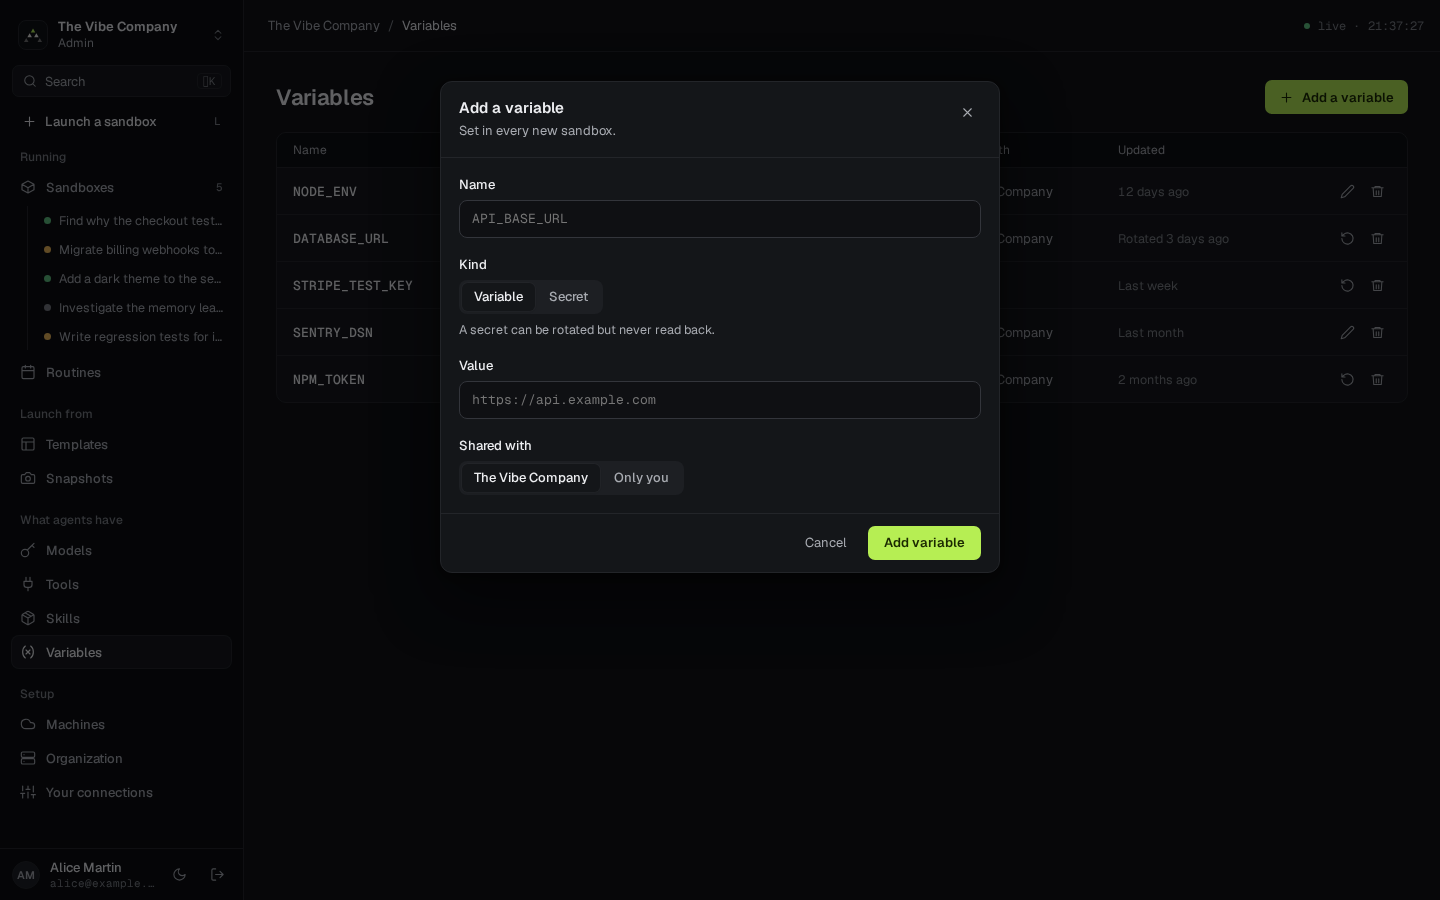 The Vibe Company
Admin
Search
K
Launch a sandbox
L
Running
Sandboxes
5
Find why the checkout test…
Migrate billing webhooks to…
Add a dark theme to the se…
Investigate the memory lea…
Write regression tests for i…
Routines
Launch from
Templates
Snapshots
What agents have
Models
Tools
Skills
Variables
Setup
Machines
Organization
Your connections
AM
Alice Martin
alice@example.…
The Vibe Company / Variables
live · 21:37:27
Variables
Add a variable
Name
th
Updated
NODE_ENV
Company
12 days ago
DATABASE_URL
Company
Rotated 3 days ago
STRIPE_TEST_KEY
Last week
SENTRY_DSN
Company
Last month
NPM_TOKEN
Company
2 months ago
Add a variable
Set in every new sandbox.
Name
API_BASE_URL
Kind
Variable
Secret
A secret can be rotated but never read back.
Value
https://api.example.com
Shared with
The Vibe Company
Only you
Cancel
Add variable